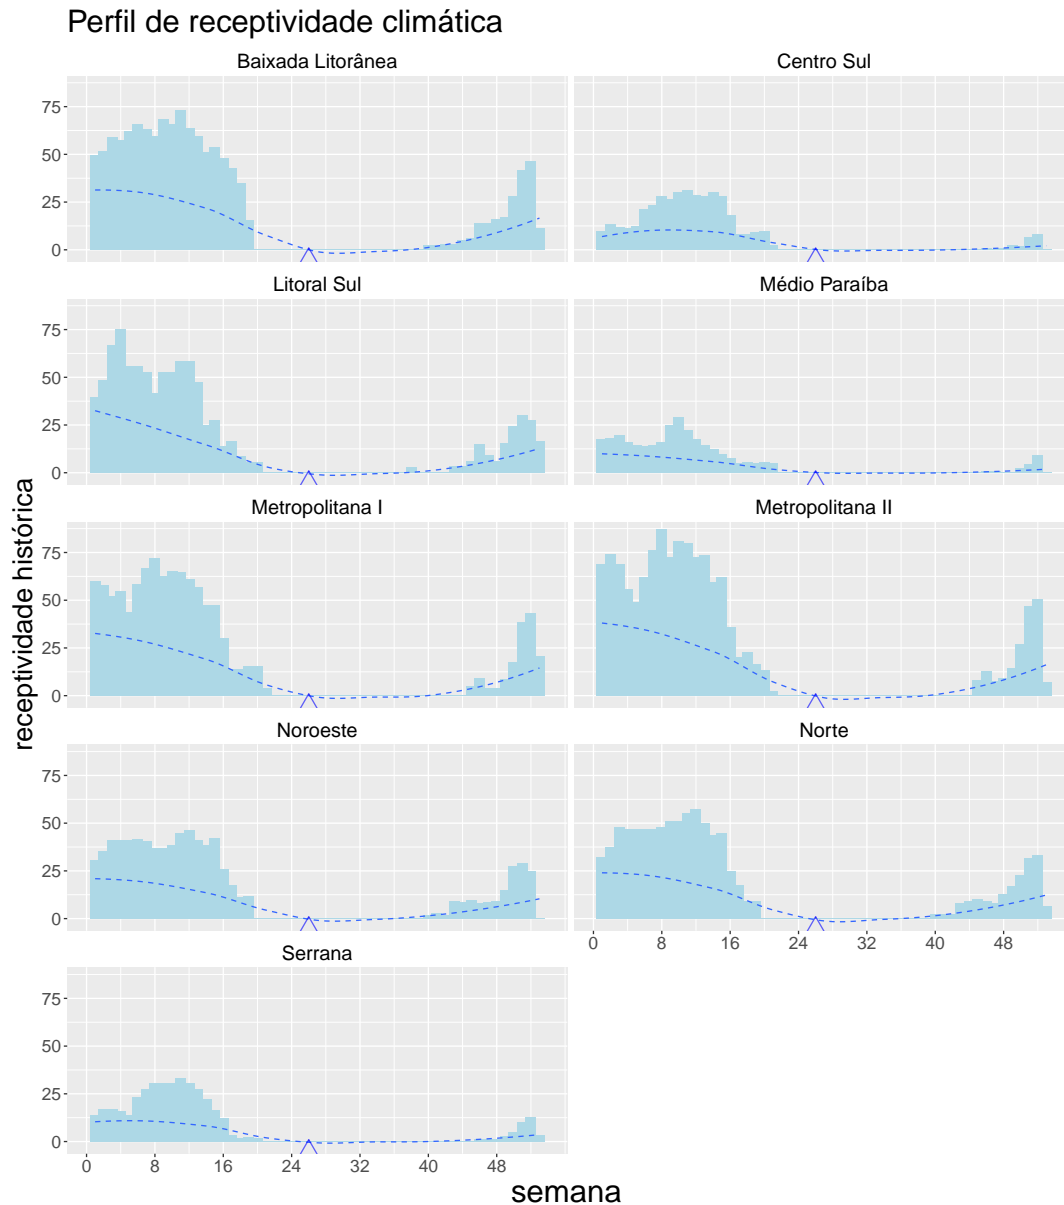 Perfil de receptividade climática
Baixada Litorânea
Centro Sul
75
50
25
0
Litoral Sul
Médio Paraíba
75
50
25
0
Metropolitana I
Metropolitana II
75
50
25
0
Noroeste
Norte
75
50
25
0
0 8 16 24 32 40 48
Serrana
75
50
25
0
0 8 16 24 32 40 48
semana
receptividade histórica